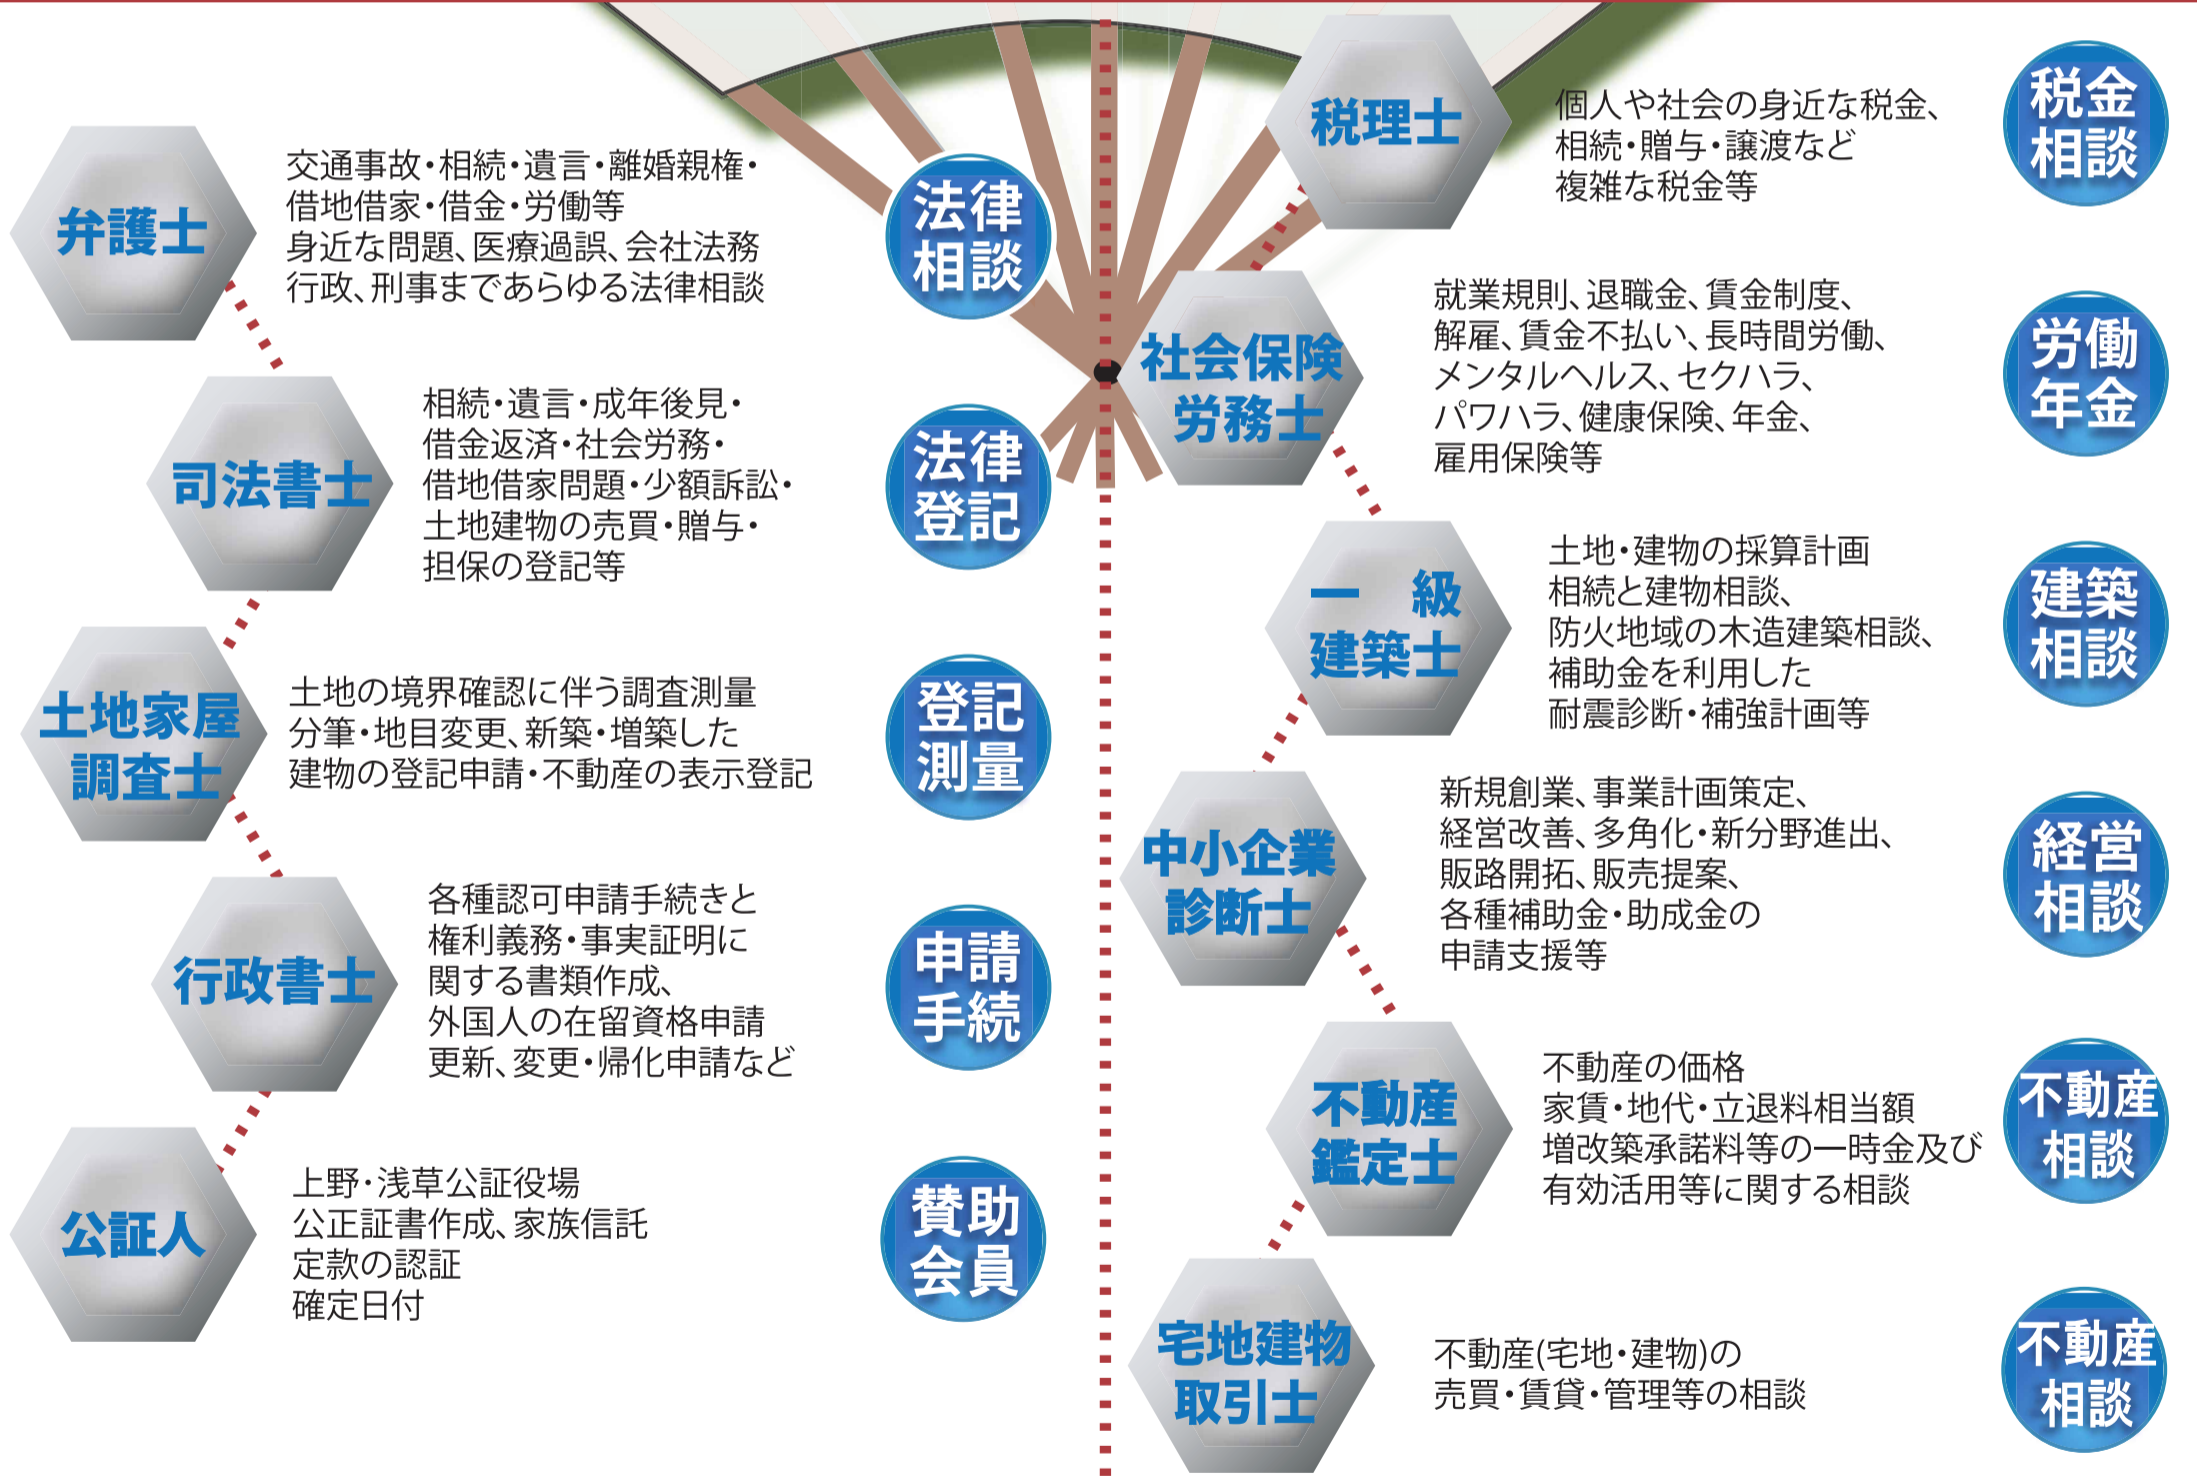 弁護士
交通事故・相続・遺言・離婚親権・
借地借家・借金・労働等
身近な問題、医療過誤、会社法務
行政、刑事まであらゆる法律相談
法律
相談
司法書士
相続・遺言・成年後見・
借金返済・社会労務・
借地借家問題・少額訴訟・
土地建物の売買・贈与・
担保の登記等
法律
登記
土地家屋
調査士
土地の境界確認に伴う調査測量
分筆・地目変更、新築・増築した
建物の登記申請・不動産の表示登記
登記
測量
行政書士
各種認可申請手続きと
権利義務・事実証明に
関する書類作成、
外国人の在留資格申請
更新、変更・帰化申請など
申請
手続
公証人
上野・浅草公証役場
公正証書作成、家族信託
定款の認証
確定日付
賛助
会員
税理士
個人や社会の身近な税金、
相続・贈与・譲渡など
複雑な税金等
税金
相談
社会保険
労務士
就業規則、退職金、賃金制度、
解雇、賃金不払い、長時間労働、
メンタルヘルス、セクハラ、
パワハラ、健康保険、年金、
雇用保険等
労働
年金
一　級
建築士
土地・建物の採算計画
相続と建物相談、
防火地域の木造建築相談、
補助金を利用した
耐震診断・補強計画等
建築
相談
中小企業
診断士
新規創業、事業計画策定、
経営改善、多角化・新分野進出、
販路開拓、販売提案、
各種補助金・助成金の
申請支援等
経営
相談
不動産
鑑定士
不動産の価格
家賃・地代・立退料相当額
増改築承諾料等の一時金及び
有効活用等に関する相談
不動産
相談
宅地建物
取引士
不動産(宅地・建物)の
売買・賃貸・管理等の相談
不動産
相談